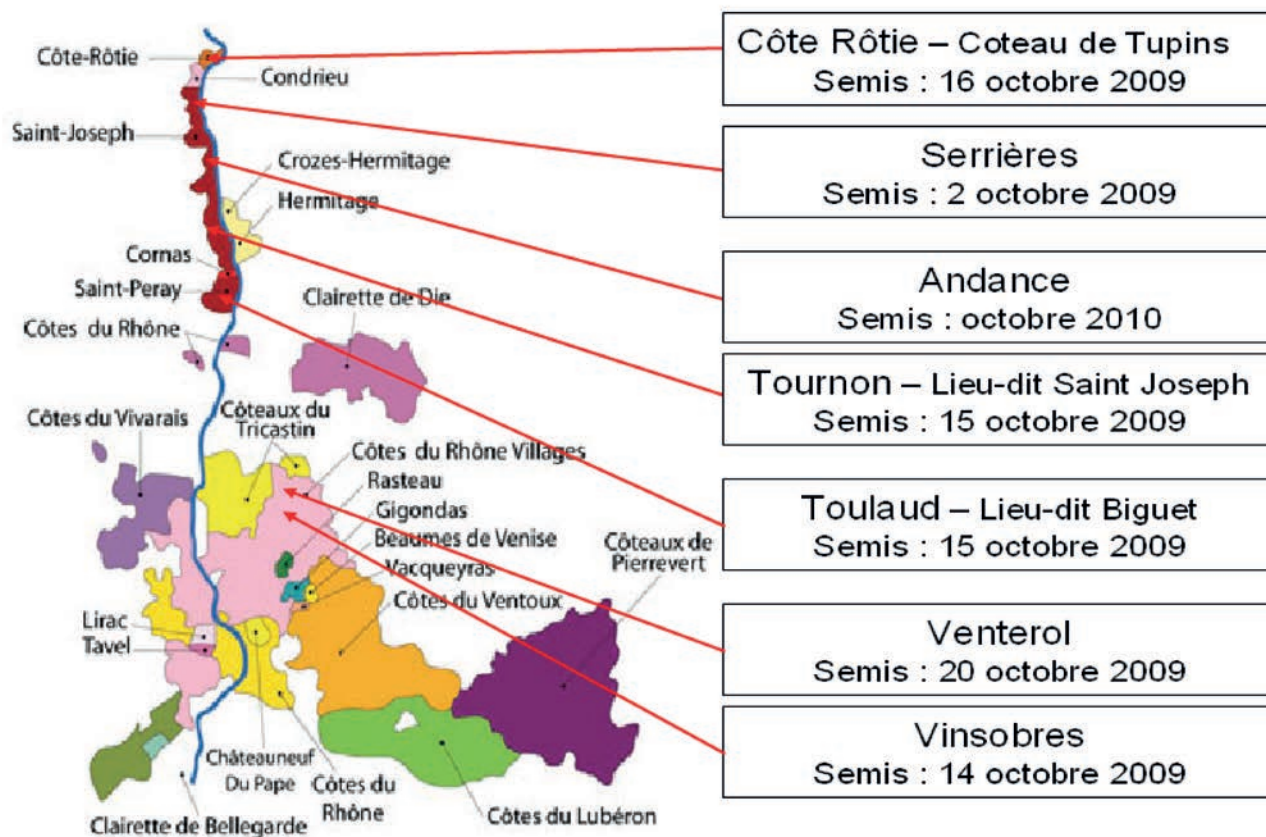 Côte-Rôtie
Condrieu
Saint-Joseph
Crozes-Hermitage
Hermitage
Cornas
Saint-Peray
Clairette de Die
Côtes du Rhône
Côtes du Vivarais
Côteaux du
Tricastin
Côtes du Rhône Villages
Rasteau
Gigondas
Beaumes de Venise
Vacqueyras
Côtes du Ventoux
Côteaux de
Pierrevert
Lirac
Tavel
Châteauneuf
Du Pape
Côtes du
Rhône
Côtes du Lubéron
Clairette de Bellegarde
Côte Rôtie – Coteau de Tupins
Semis : 16 octobre 2009
Serrières
Semis : 2 octobre 2009
Andance
Semis : octobre 2010
Tournon – Lieu-dit Saint Joseph
Semis : 15 octobre 2009
Toulaud – Lieu-dit Biguet
Semis : 15 octobre 2009
Venterol
Semis : 20 octobre 2009
Vinsobres
Semis : 14 octobre 2009